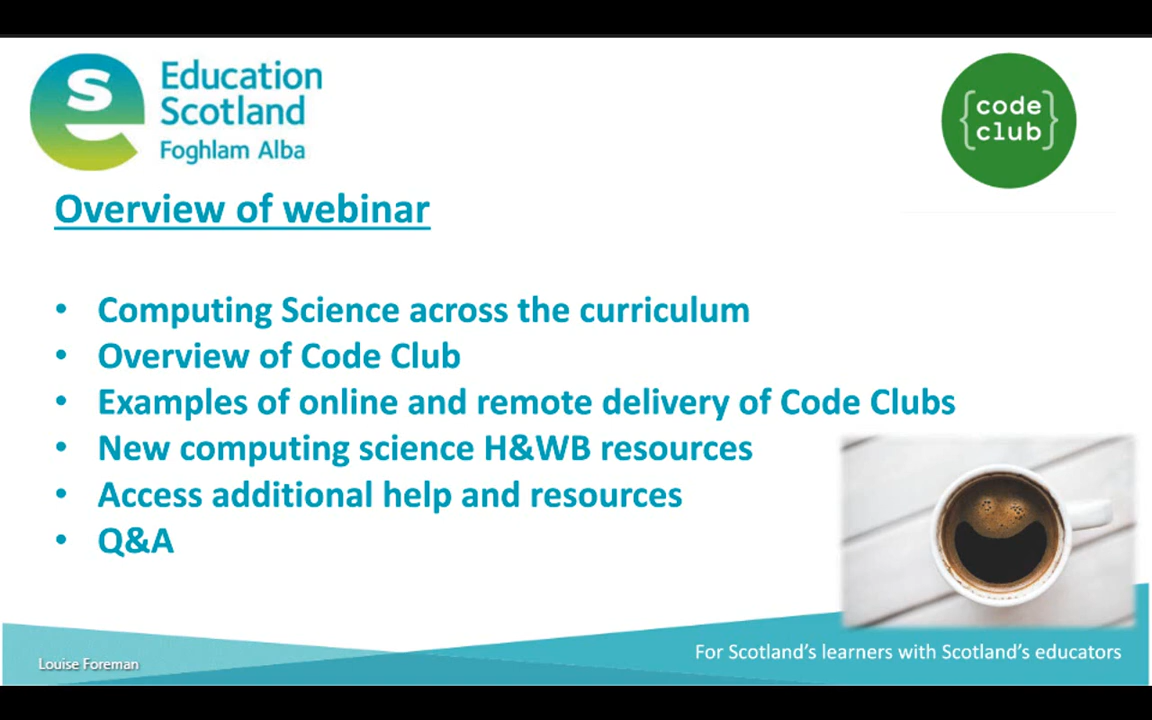 Education
Scotland
Foghlam Alba
{code
club}
Overview of webinar
• Computing Science across the curriculum
• Overview of Code Club
• Examples of online and remote delivery of Code Clubs
• New computing science H&WB resources
• Access additional help and resources
• Q&A
For Scotland's learners with Scotland's educators
Louise Foreman